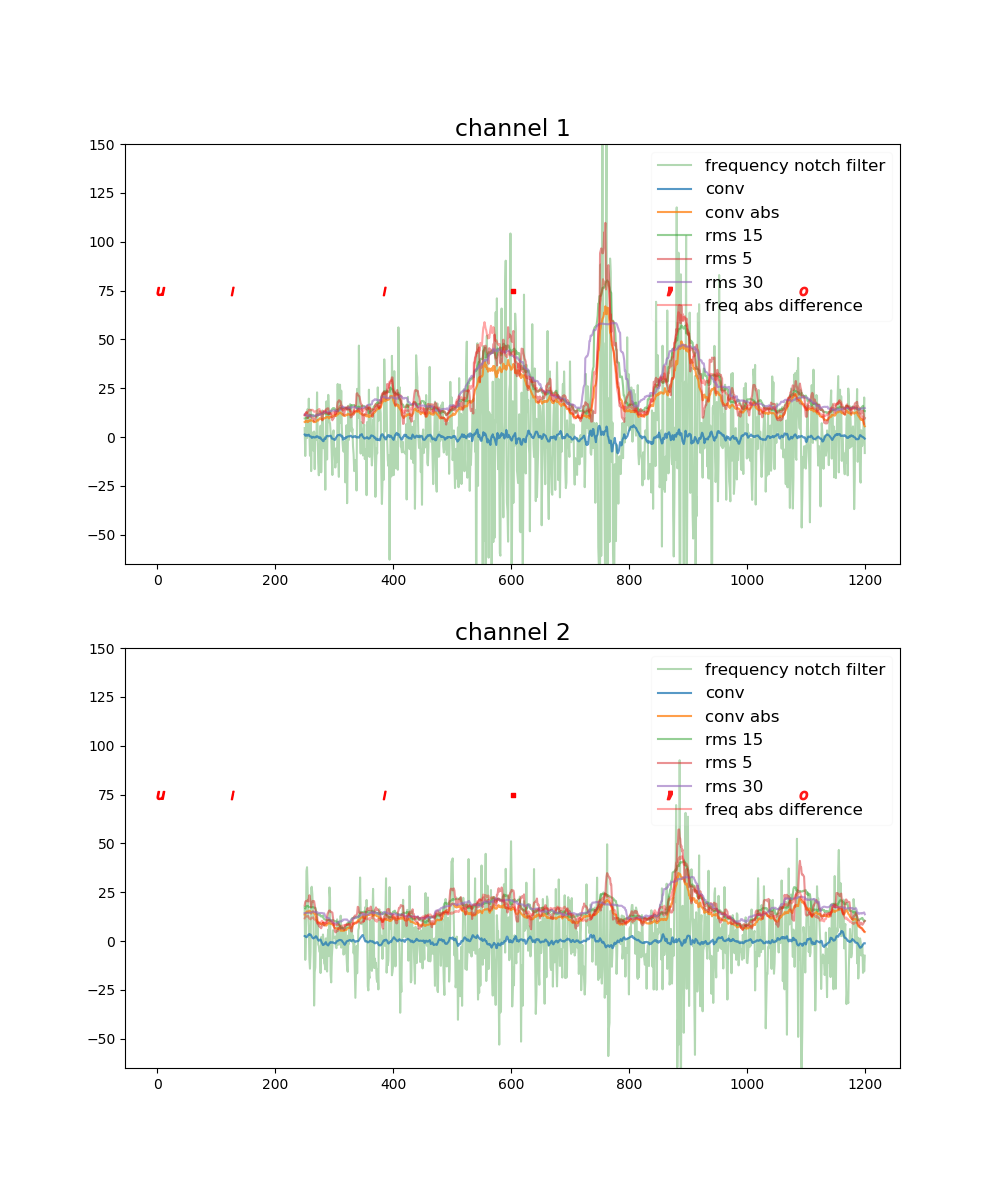 channel 1
150
125
100
75
50
25
0
−25
−50
frequency notch filter
conv
conv abs
rms 15
rms 5
rms 30
freq abs difference
u ı ı . , o
0 200 400 600 800 1000 1200
channel 2
150
125
100
75
50
25
0
−25
−50
frequency notch filter
conv
conv abs
rms 15
rms 5
rms 30
freq abs difference
u ı ı . , o
0 200 400 600 800 1000 1200